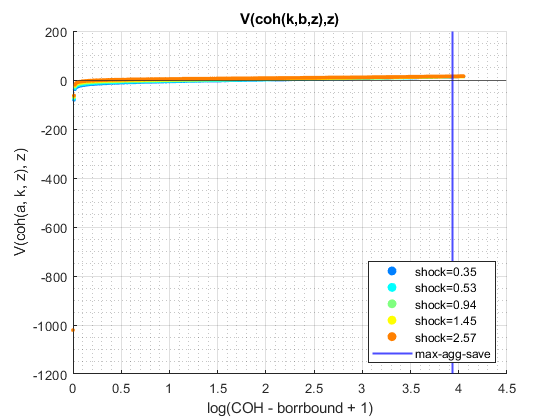 V(coh(k,b,z),z)
200
0
-200
-400
-600
-800
-1000
-1200
V(coh(a, k, z), z)
shock=0.35
shock=0.53
shock=0.94
shock=1.45
shock=2.57
max-agg-save
0
0.5
1
1.5
2
2.5
3
3.5
4
4.5
log(COH - borrbound + 1)